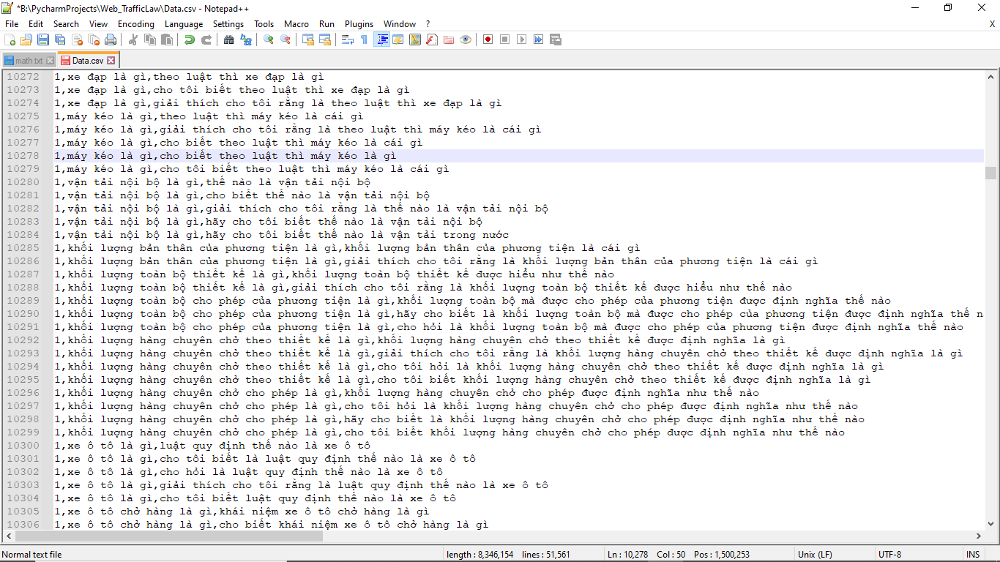 *B:\PycharmProjects\Web_TrafficLaw\Data.csv - Notepad++
File Edit Search View Encoding Language Settings Tools Macro Run Plugins Window ? X
math.txt Data.csv
10272 1,xe đạp là gì,theo luật thì xe đạp là gì
10273 1,xe đạp là gì,cho tôi biết theo luật thì xe đạp là gì
10274 1,xe đạp là gì,giải thích cho tôi rằng là theo luật thì xe đạp là gì
10275 1,máy kéo là gì,theo luật thì máy kéo là cái gì
10276 1,máy kéo là gì,giải thích cho tôi rằng là theo luật thì máy kéo là cái gì
10277 1,máy kéo là gì,cho biết theo luật thì máy kéo là cái gì
10278 1,máy kéo là gì,cho biết theo luật thì máy kéo là gì
10279 1,máy kéo là gì,cho tôi biết theo luật thì máy kéo là cái gì
10280 1,vận tải nội bộ là gì,thế nào là vận tải nội bộ
10281 1,vận tải nội bộ là gì,cho biết thế nào là vận tải nội bộ
10282 1,vận tải nội bộ là gì,giải thích cho tôi rằng là thế nào là vận tải nội bộ
10283 1,vận tải nội bộ là gì,hãy cho tôi biết thế nào là vận tải nội bộ
10284 1,vận tải nội bộ là gì,hãy cho tôi biết thế nào là vận tải trong nước
10285 1,khối lượng bản thân của phương tiện là gì,khối lượng bản thân của phương tiện là cái gì
10286 1,khối lượng bản thân của phương tiện là gì,giải thích cho tôi rằng là khối lượng bản thân của phương tiện là cái gì
10287 1,khối lượng toàn bộ thiết kế là gì,khối lượng toàn bộ thiết kế được hiểu như thế nào
10288 1,khối lượng toàn bộ thiết kế là gì,giải thích cho tôi rằng là khối lượng toàn bộ thiết kế được hiểu như thế nào
10289 1,khối lượng toàn bộ cho phép của phương tiện là gì,khối lượng toàn bộ mà được cho phép của phương tiện được định nghĩa thế nào
10290 1,khối lượng toàn bộ cho phép của phương tiện là gì,hãy cho biết là khối lượng toàn bộ mà được cho phép của phương tiện được định nghĩa thế n
10291 1,khối lượng toàn bộ cho phép của phương tiện là gì,cho hỏi là khối lượng toàn bộ mà được cho phép của phương tiện được định nghĩa thế nào
10292 1,khối lượng hàng chuyên chở theo thiết kế là gì,khối lượng hàng chuyên chở theo thiết kế được định nghĩa là gì
10293 1,khối lượng hàng chuyên chở theo thiết kế là gì,giải thích cho tôi rằng là khối lượng hàng chuyên chở theo thiết kế được định nghĩa là gì
10294 1,khối lượng hàng chuyên chở theo thiết kế là gì,cho tôi hỏi là khối lượng hàng chuyên chở theo thiết kế được định nghĩa là gì
10295 1,khối lượng hàng chuyên chở theo thiết kế là gì,cho tôi biết khối lượng hàng chuyên chở theo thiết kế được định nghĩa là gì
10296 1,khối lượng hàng chuyên chở cho phép là gì,khối lượng hàng chuyên chở cho phép được định nghĩa như thế nào
10297 1,khối lượng hàng chuyên chở cho phép là gì,cho tôi hỏi là khối lượng hàng chuyên chở cho phép được định nghĩa như thế nào
10298 1,khối lượng hàng chuyên chở cho phép là gì,hãy cho biết là khối lượng hàng chuyên chở cho phép được định nghĩa như thế nào
10299 1,khối lượng hàng chuyên chở cho phép là gì,cho tôi biết khối lượng hàng chuyên chở cho phép được định nghĩa như thế nào
10300 1,xe ô tô là gì,luật quy định thế nào là xe ô tô
10301 1,xe ô tô là gì,cho tôi biết là luật quy định thế nào là xe ô tô
10302 1,xe ô tô là gì,cho hỏi là luật quy định thế nào là xe ô tô
10303 1,xe ô tô là gì,giải thích cho tôi rằng là luật quy định thế nào là xe ô tô
10304 1,xe ô tô là gì,cho tôi biết luật quy định thế nào là xe ô tô
10305 1,xe ô tô chở hàng là gì,khái niệm xe ô tô chở hàng là gì
10306 1,xe ô tô chở hàng là gì,cho biết khái niệm xe ô tô chở hàng là gì
Normal text file length : 8,346,154 lines : 51,561 Ln : 10,278 Col : 50 Pos : 1,500,253 Unix (LF) UTF-8 INS